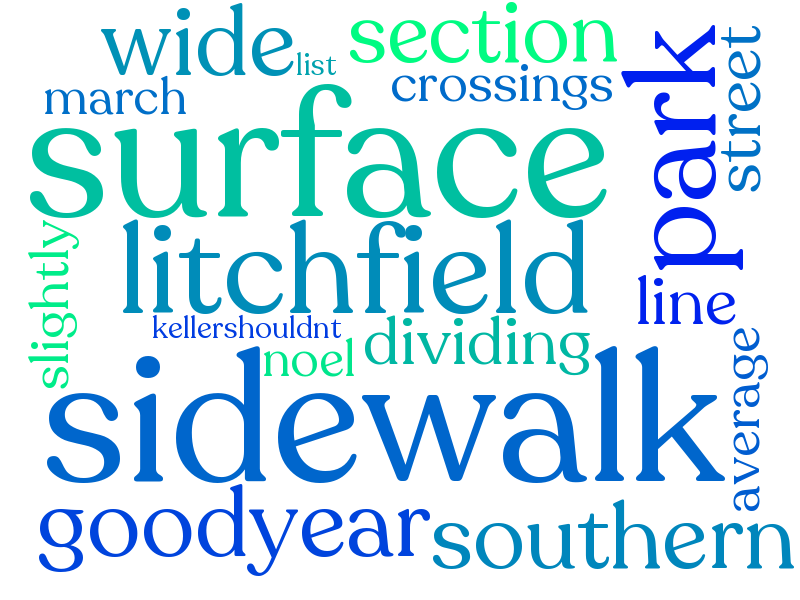 wide
list
section
march
crossings
park
street
surface
slightly
litchfield
line
kellershouldnt
noel
dividing
average
sidewalk
goodyear
southern